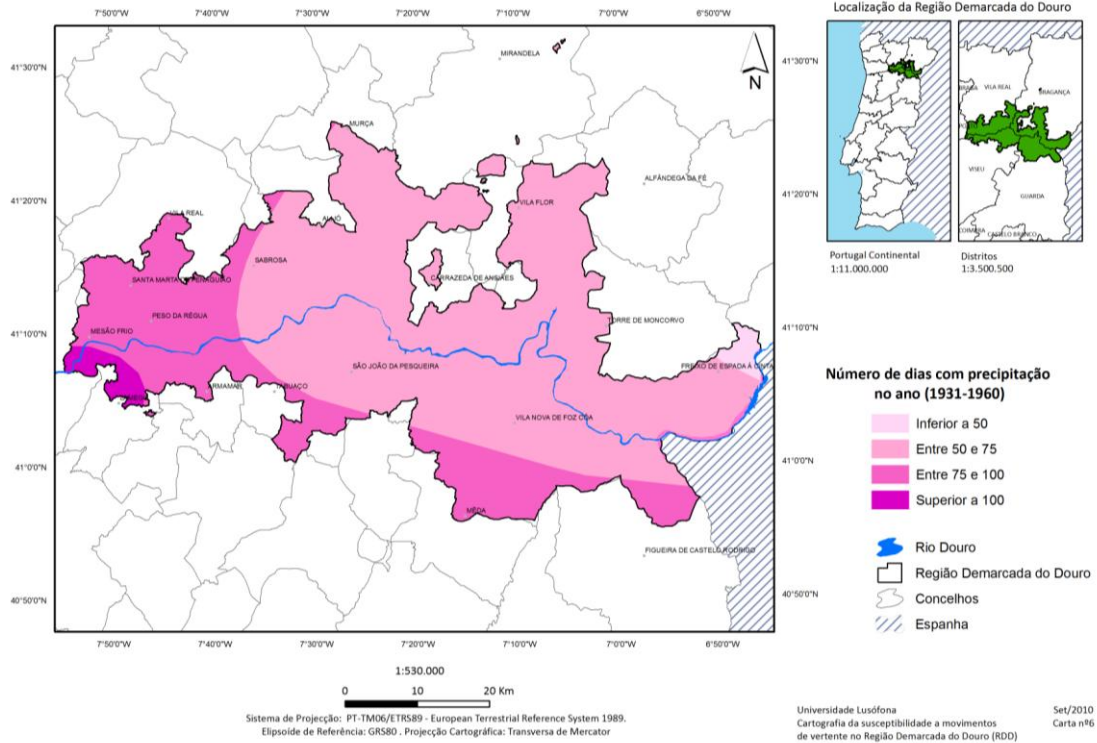 7°50'0"W 7°40'0"W 7°30'0"W 7°20'0"W 7°10'0"W 7°0'0"W 6°50'0"W
Localização da Região Demarcada do Douro
41°30'0"N
41°20'0"N
41°10'0"N
41°0'0"N
40°50'0"N
MIRANDELA
N
MURÇA
ALFÂNDEGA DA FÉ
VILA FLOR
VILA REAL
ALIJÓ
SABROSA
SANTA MARTA DE PENAGUIÃO
CARRAZEDA DE ANSIÃES
PESO DA RÉGUA
TORRE DE MONCORVO
MESÃO FRIO
SÃO JOÃO DA PESQUEIRA
FREIXO DE ESPADA À CINTA
ARMAMAR
TABUAÇO
VILA NOVA DE FOZ CÔA
MÊDA
FIGUEIRA DE CASTELO RODRIGO
41°30'0"N
41°20'0"N
41°10'0"N
41°0'0"N
40°50'0"N
7°50'0"W 7°40'0"W 7°30'0"W 7°20'0"W 7°10'0"W 7°0'0"W 6°50'0"W
1:530.000
0 10 20 Km
Sistema de Projecção: PT-TM06/ETRS89 - European Terrestrial Reference System 1989.
Elipsoide de Referência: GRS80 . Projecção Cartográfica: Transversa de Mercator
VILA REAL
BRAGANÇA
VISEU
GUARDA
COIMBRA
CASTELO BRANCO
Portugal Continental
1:11.000.000
Distritos
1:3.500.500
Número de dias com precipitação
no ano (1931-1960)
Inferior a 50
Entre 50 e 75
Entre 75 e 100
Superior a 100
Rio Douro
Região Demarcada do Douro
Concelhos
Espanha
Universidade Lusófona
Cartografia da susceptibilidade a movimentos
de vertente no Região Demarcada do Douro (RDD)
Set/2010
Carta nº6